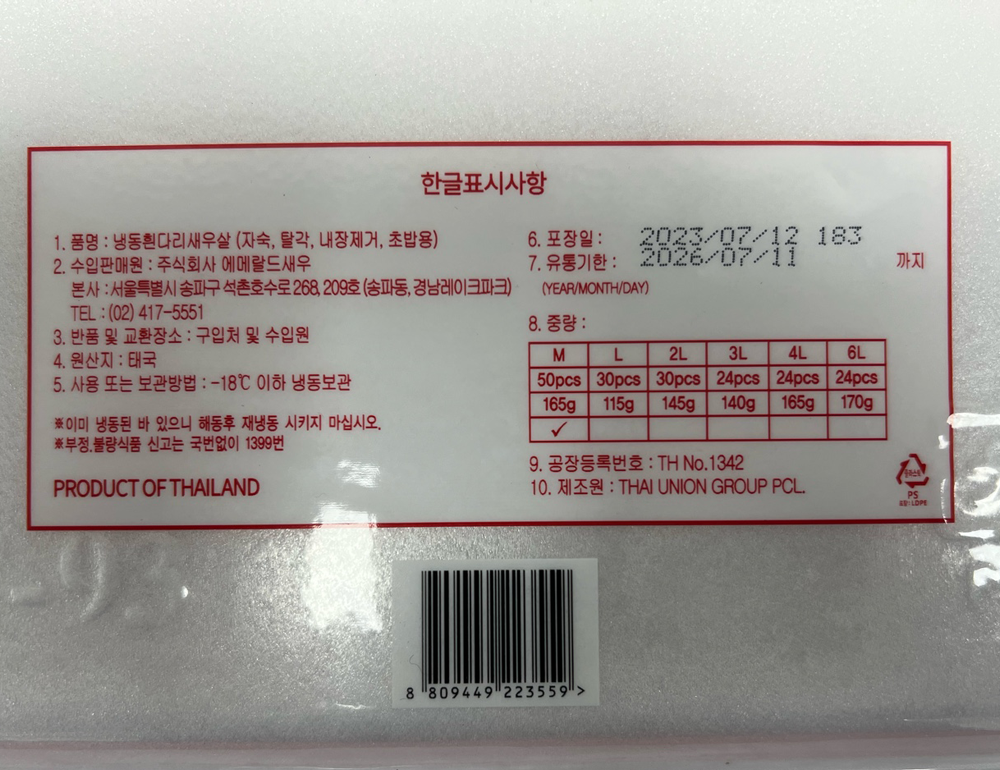 한글표시사항
1. 품명 : 냉동흰다리새우살 (자숙, 탈각, 내장제거, 초밥용)
2. 수입판매원 : 주식회사 에메랄드새우
본사 : 서울특별시 송파구 석촌호수로 268, 209호 (송파동, 경남레이크파크)
TEL : (02) 417-5551
3. 반품 및 교환장소 : 구입처 및 수입원
4. 원산지 : 태국
5. 사용 또는 보관방법 : -18℃ 이하 냉동보관
※이미 냉동된 바 있으니 해동후 재냉동 시키지 마십시오.
※부정,불량식품 신고는 국번없이 1399번
PRODUCT OF THAILAND
6. 포장일 : 2023/07/12 183
7. 유통기한 : 2026/07/11 까지
(YEAR/MONTH/DAY)
8. 중량 :
M L 2L 3L 4L 6L
50pcs 30pcs 30pcs 24pcs 24pcs 24pcs
165g 115g 145g 140g 165g 170g
✓
9. 공장등록번호 : TH No.1342
10. 제조원 : THAI UNION GROUP PCL.
PS
8 809449 223559 >